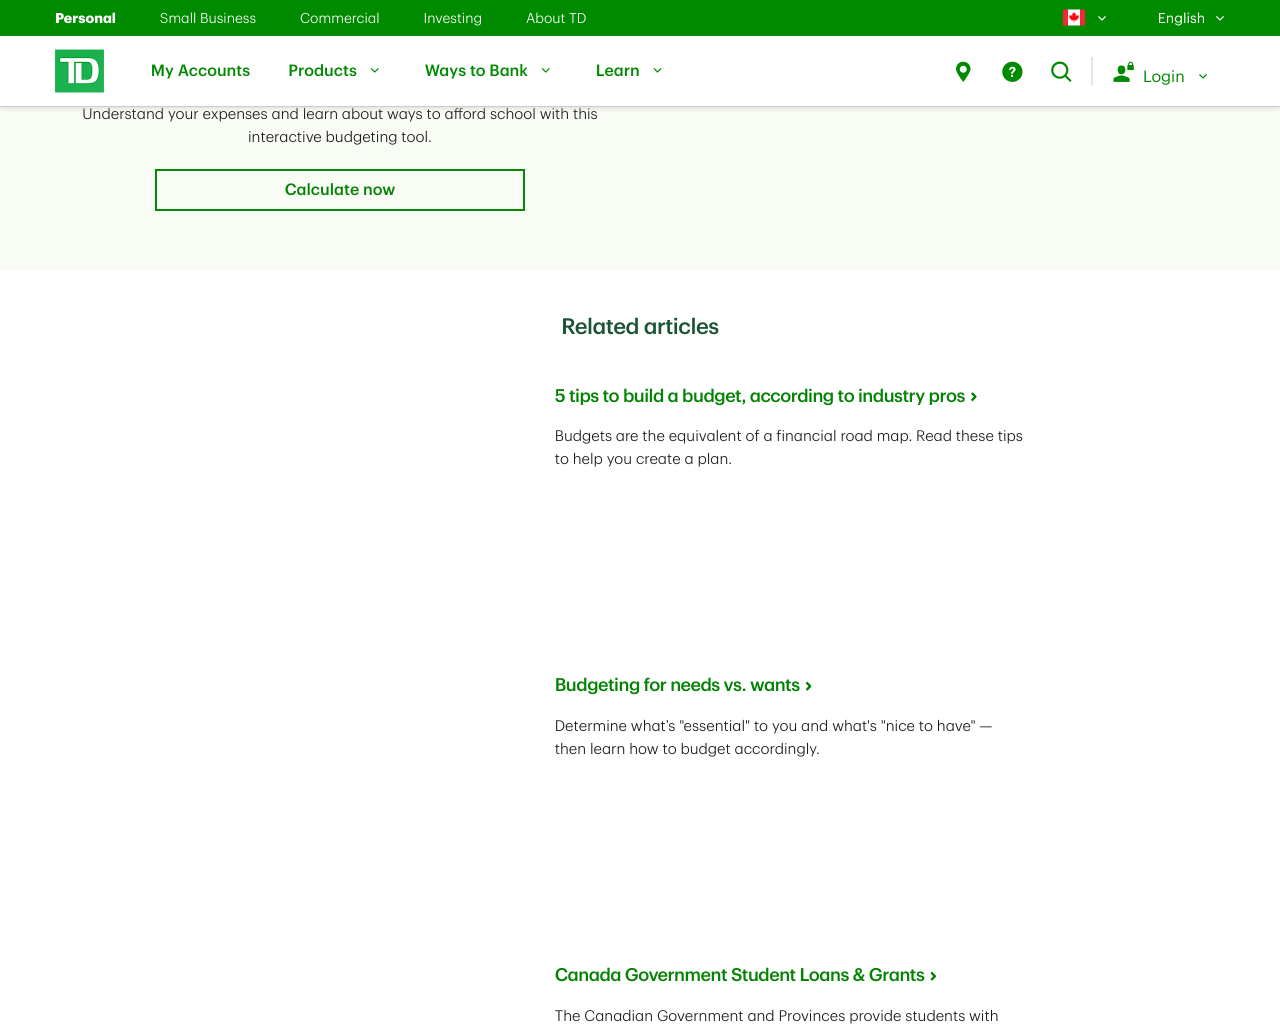 Personal Small Business Commercial Investing About TD English
TD My Accounts Products Ways to Bank Learn ? Login
Understand your expenses and learn about ways to afford school with this
interactive budgeting tool.
Calculate now
Related articles
5 tips to build a budget, according to industry pros ›
Budgets are the equivalent of a financial road map. Read these tips
to help you create a plan.
Budgeting for needs vs. wants ›
Determine what's "essential" to you and what's "nice to have" —
then learn how to budget accordingly.
Canada Government Student Loans & Grants ›
The Canadian Government and Provinces provide students with